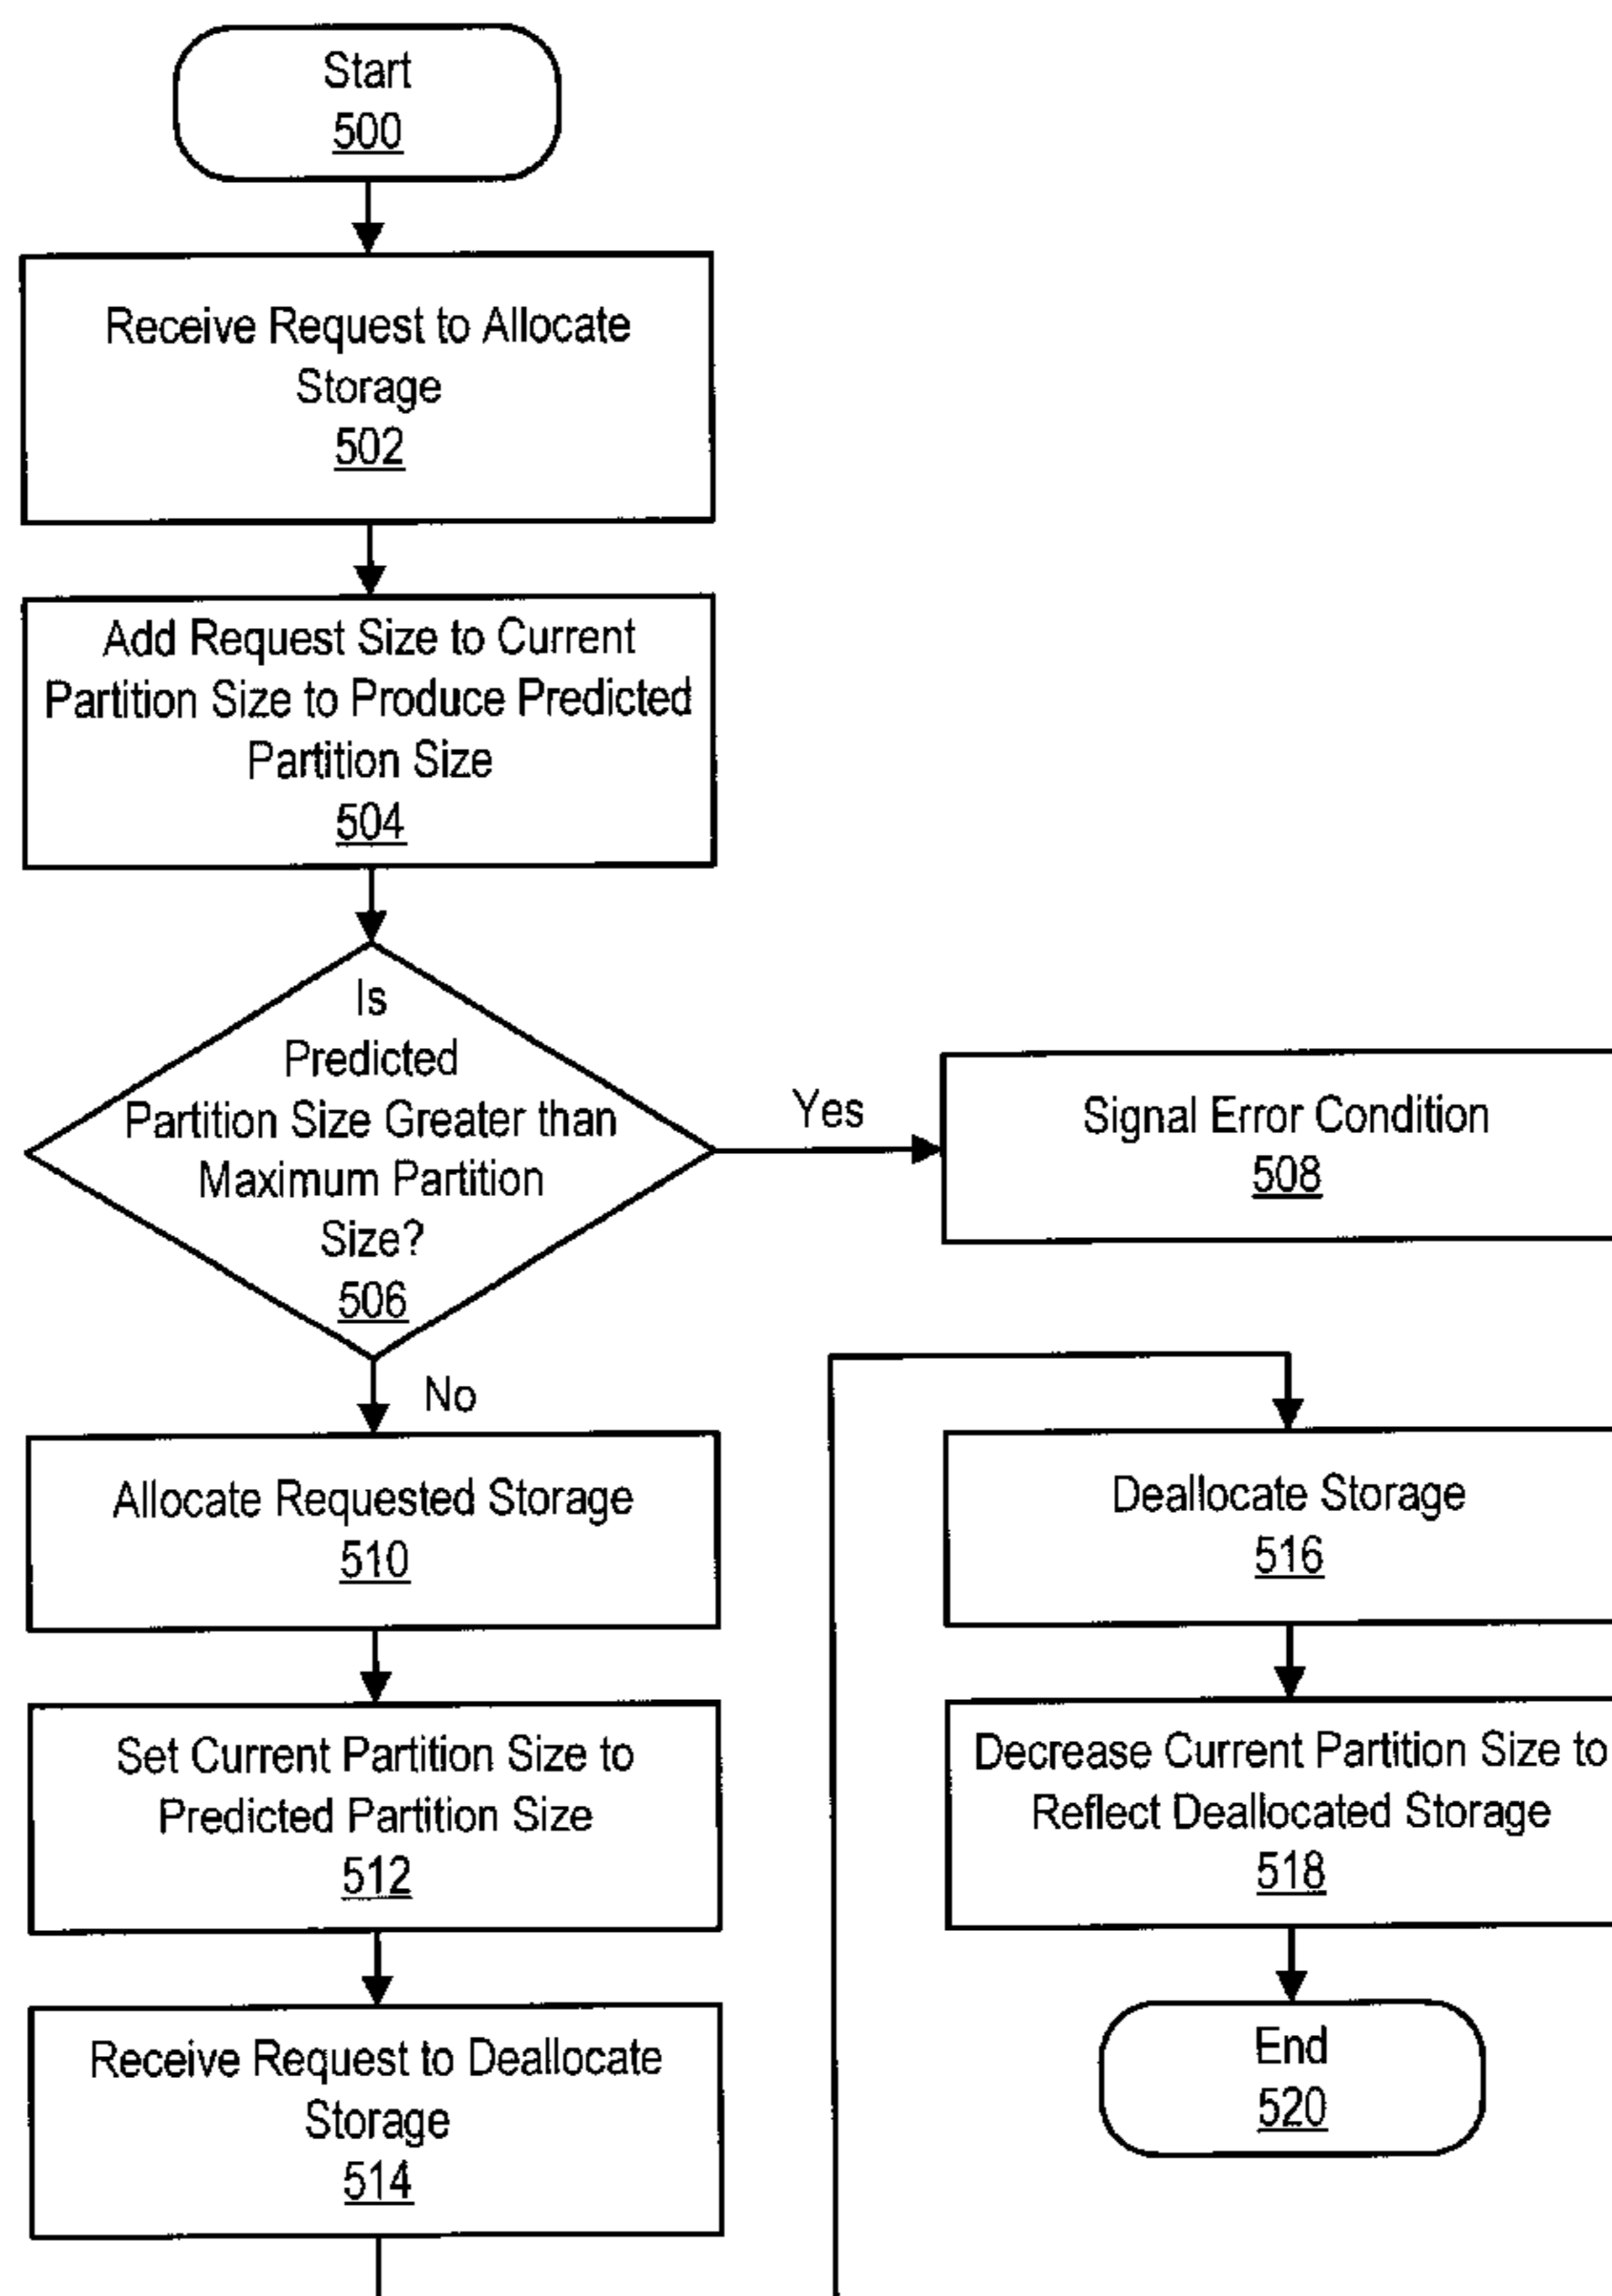 Start
500
Receive Request to Allocate
Storage
502
Add Request Size to Current
Partition Size to Produce Predicted
Partition Size
504
Is
Predicted
Partition Size Greater than
Maximum Partition
Size?
506
Yes
Signal Error Condition
508
No
Allocate Requested Storage
510
Set Current Partition Size to
Predicted Partition Size
512
Receive Request to Deallocate
Storage
514
Deallocate Storage
516
Decrease Current Partition Size to
Reflect Deallocated Storage
518
End
520